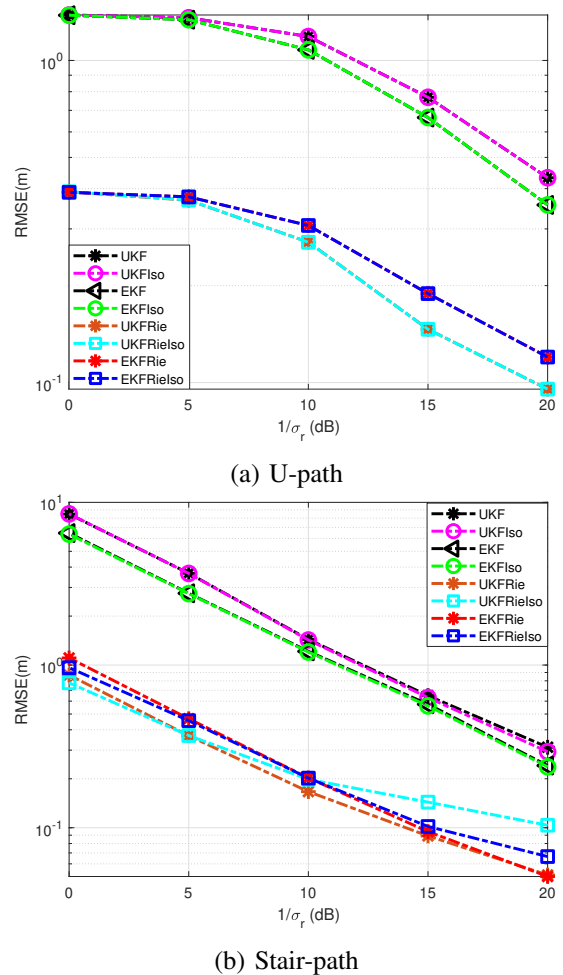 10^0
RMSE(m)
10^-1
UKF
UKFIso
EKF
EKFIso
UKFRie
UKFRieIso
EKFRie
EKFRieIso
0 5 10 15 20
1/σ_r (dB)
(a) U-path
10^1
10^0
RMSE(m)
10^-1
UKF
UKFIso
EKF
EKFIso
UKFRie
UKFRieIso
EKFRie
EKFRieIso
0 5 10 15 20
1/σ_r (dB)
(b) Stair-path